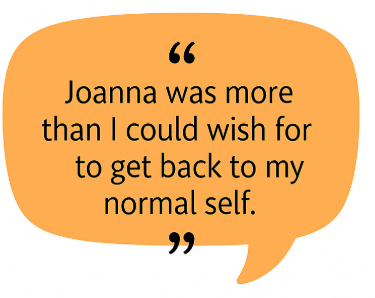 “
Joanna was more
than I could wish for
to get back to my
normal self.
”